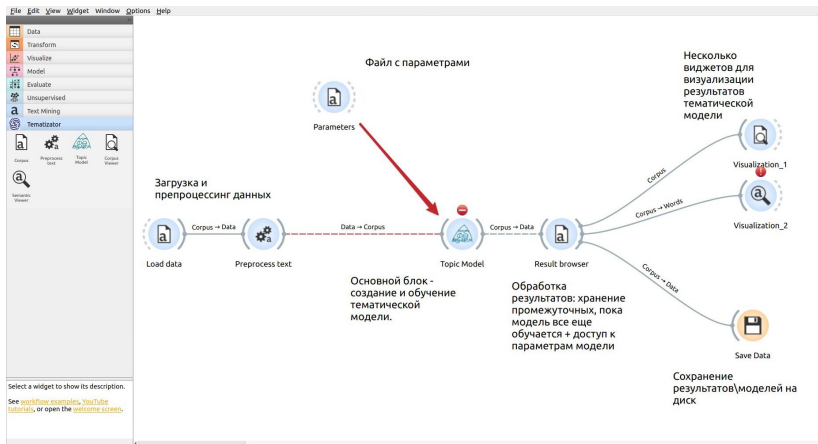 File Edit View Widget Window Options Help
Data
Transform
Visualize
Model
Evaluate
Unsupervised
Text Mining
Tematizator
Corpus
Preprocess
text
Topic
Model
Corpus
Viewer
Semantic
Viewer
Select a widget to show its description.
See workflow examples, YouTube
tutorials, or open the welcome screen.
Файл с параметрами
Parameters
Несколько
виджетов для
визуализации
результатов
тематической
модели
Загрузка и
препроцессинг данных
Load data
Corpus → Data
Preprocess text
Data → Corpus
Topic Model
Corpus → Data
Result browser
Corpus
Visualization_1
Corpus → Words
Visualization_2
Corpus → Data
Save Data
Основной блок -
создание и обучение
тематической
модели.
Обработка
результатов: хранение
промежуточных, пока
модель все еще
обучается + доступ к
параметрам модели
Сохранение
результатов\моделей на
диск